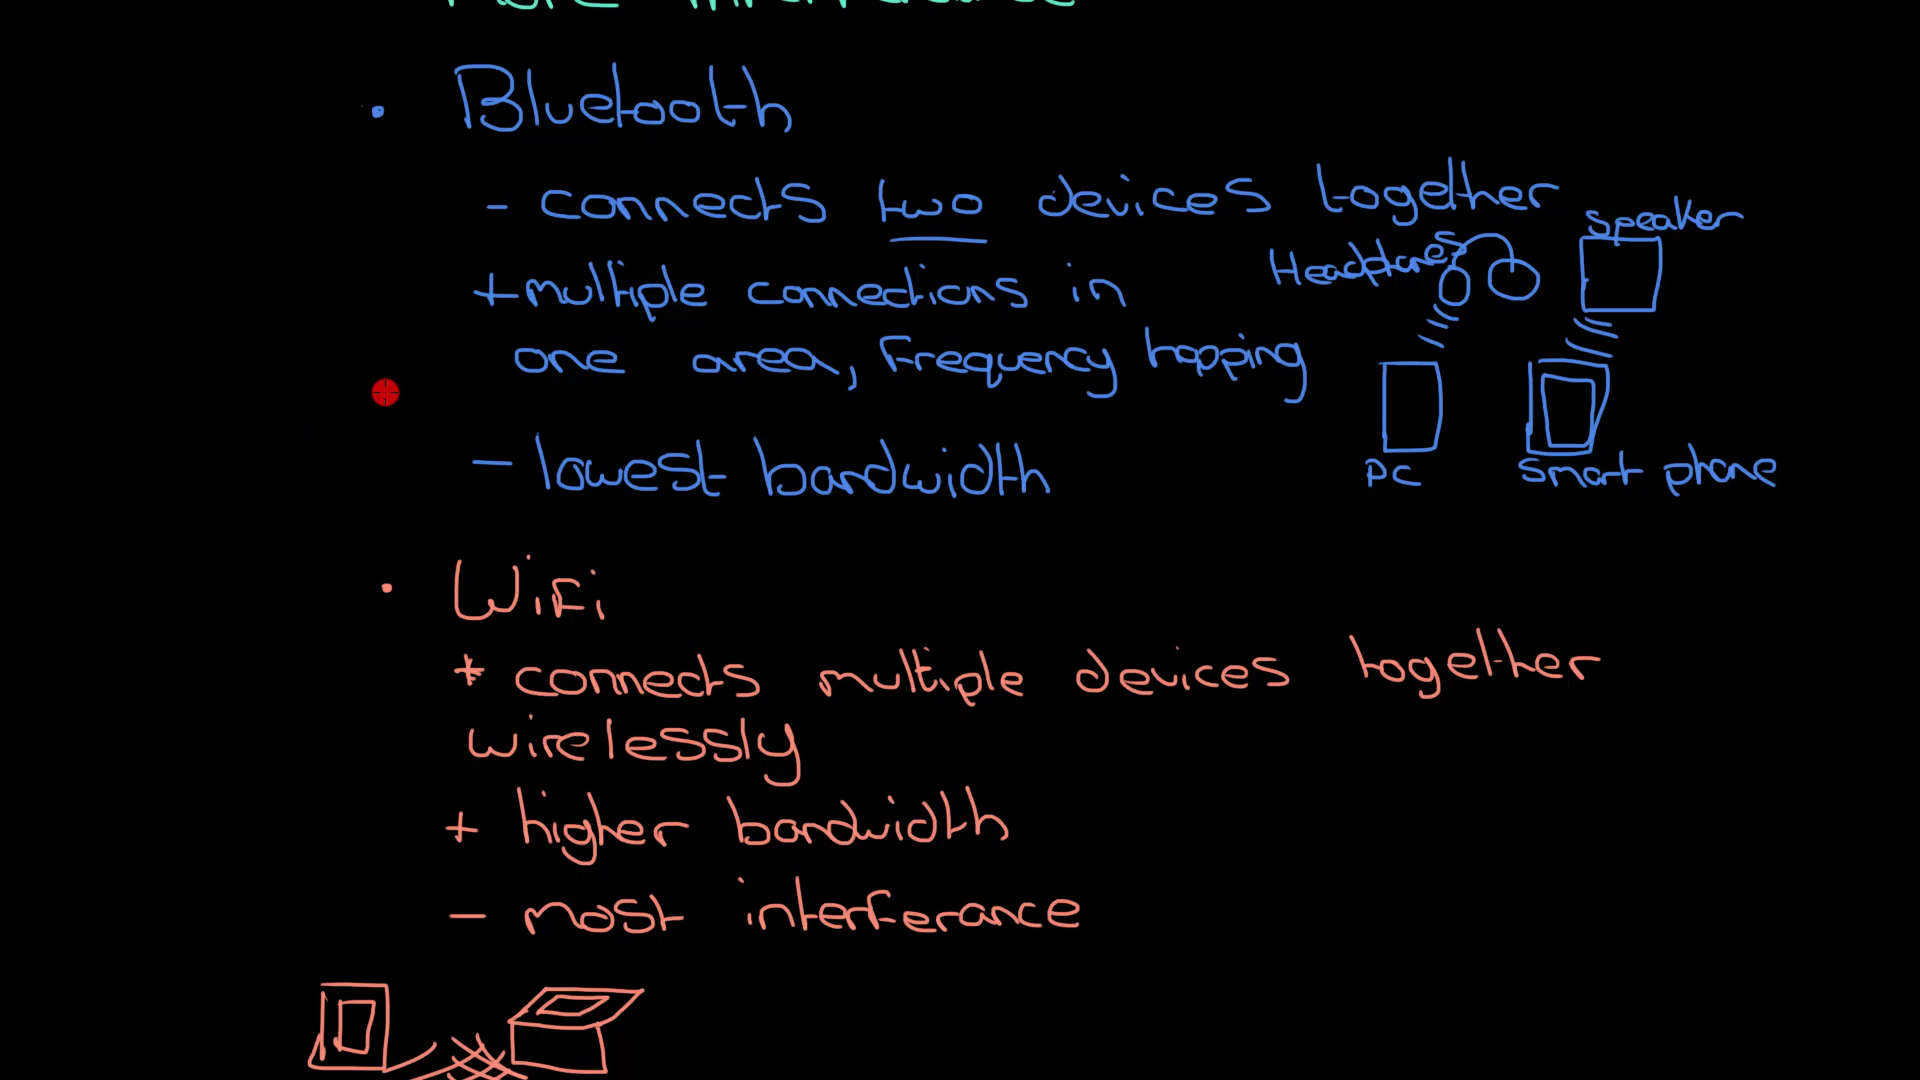 • Bluetooth
- connects two devices together
speaker
Headphones
+ multiple connections in
one area, Frequency hopping
- lowest bandwidth
PC
smart phone
• WiFi
* connects multiple devices together
wirelessly
+ higher bandwidth
- most interferance